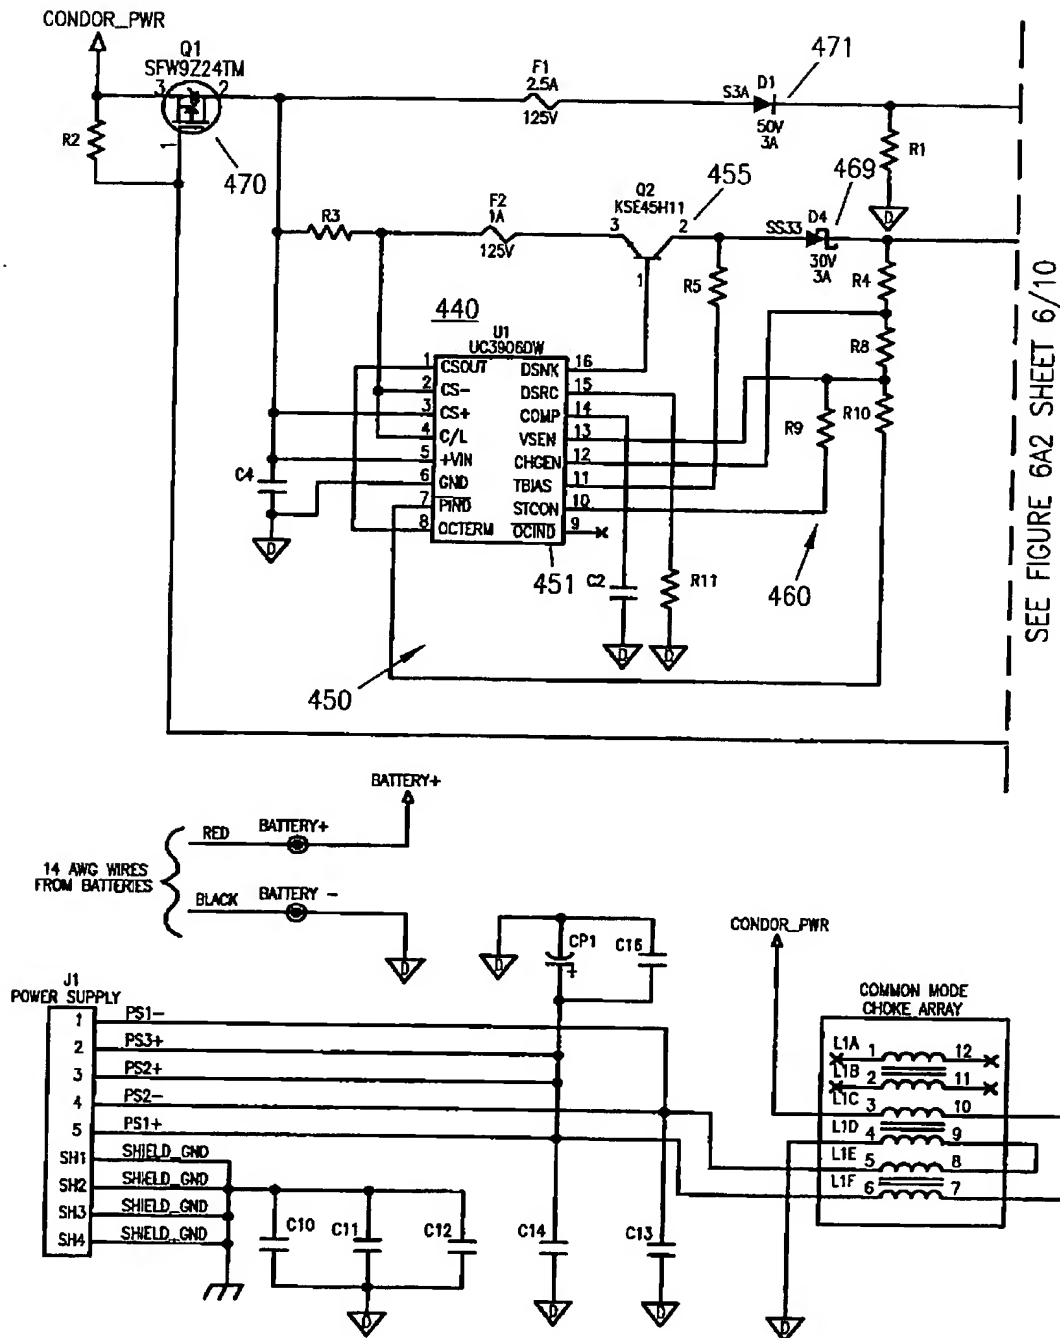 CONDOR_PWR
Q1
SFW9Z24TM
3
2
1
R2
470
F1
2.5A
125V
S3A
D1
50V
3A
471
R1
D
R3
F2
1A
125V
Q2
KSE45H11
3
2
1
455
469
D4
SS33
30V
3A
R4
R5
R8
R9
R10
440
U1
UC3906DW
1 CSOUT
2 CS-
3 CS+
4 C/L
5 +VIN
6 GND
7 PIND
8 OCTERM
DSNK 16
DSRC 15
COMP 14
VSEN 13
CHGEN 12
TBIAS 11
STCON 10
OCIND 9
C4
D
451
C2
D
R11
D
460
450
SEE FIGURE 6A2 SHEET 6/10
BATTERY+
RED
BATTERY+
14 AWG WIRES
FROM BATTERIES
BLACK
BATTERY -
D
D
CP1
+
C16
CONDOR_PWR
J1
POWER SUPPLY
1 PS1-
2 PS3+
3 PS2+
4 PS2-
5 PS1+
SH1 SHIELD_GND
SH2 SHIELD_GND
SH3 SHIELD_GND
SH4 SHIELD_GND
C10
C11
C12
D
C14
D
C13
D
COMMON MODE
CHOKE ARRAY
L1A 1 12
L1B 2 11
L1C 3 10
L1D 4 9
L1E 5 8
L1F 6 7
D